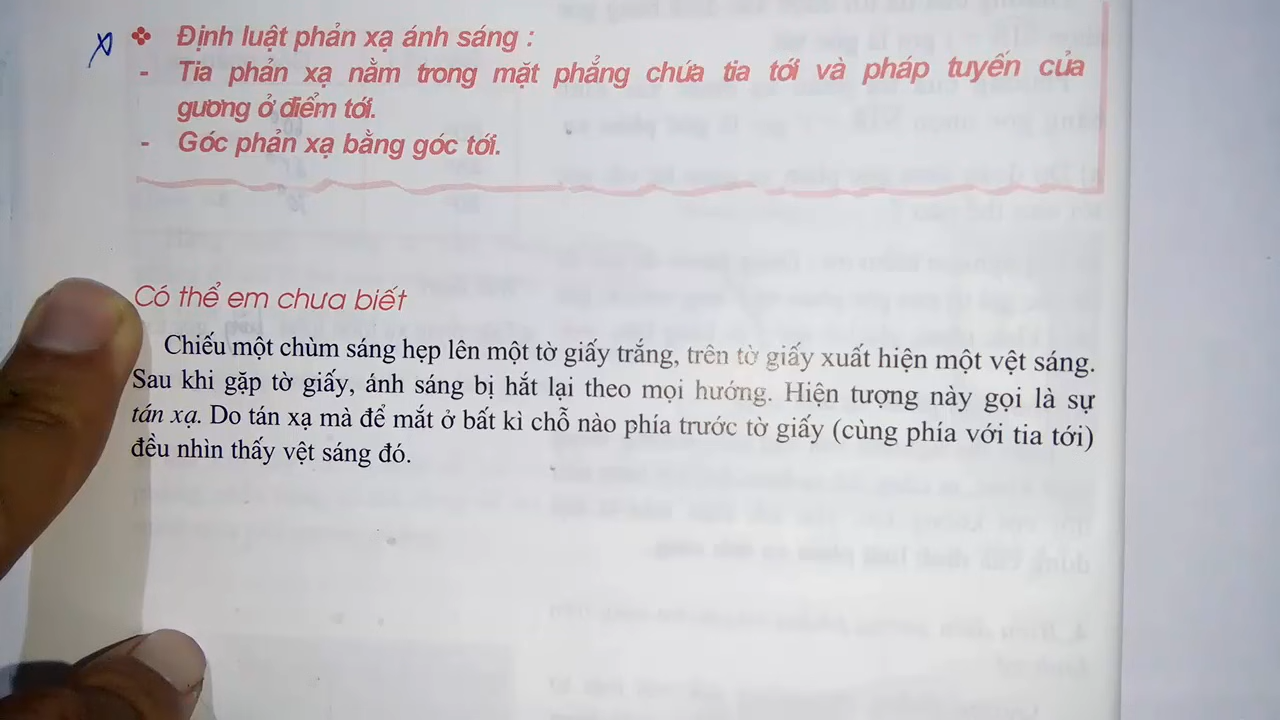 ❖ Định luật phản xạ ánh sáng :
- Tia phản xạ nằm trong mặt phẳng chứa tia tới và pháp tuyến của
gương ở điểm tới.
- Góc phản xạ bằng góc tới.
Có thể em chưa biết
Chiếu một chùm sáng hẹp lên một tờ giấy trắng, trên tờ giấy xuất hiện một vệt sáng.
Sau khi gặp tờ giấy, ánh sáng bị hắt lại theo mọi hướng. Hiện tượng này gọi là sự
tán xạ. Do tán xạ mà để mắt ở bất kì chỗ nào phía trước tờ giấy (cùng phía với tia tới)
đều nhìn thấy vệt sáng đó.